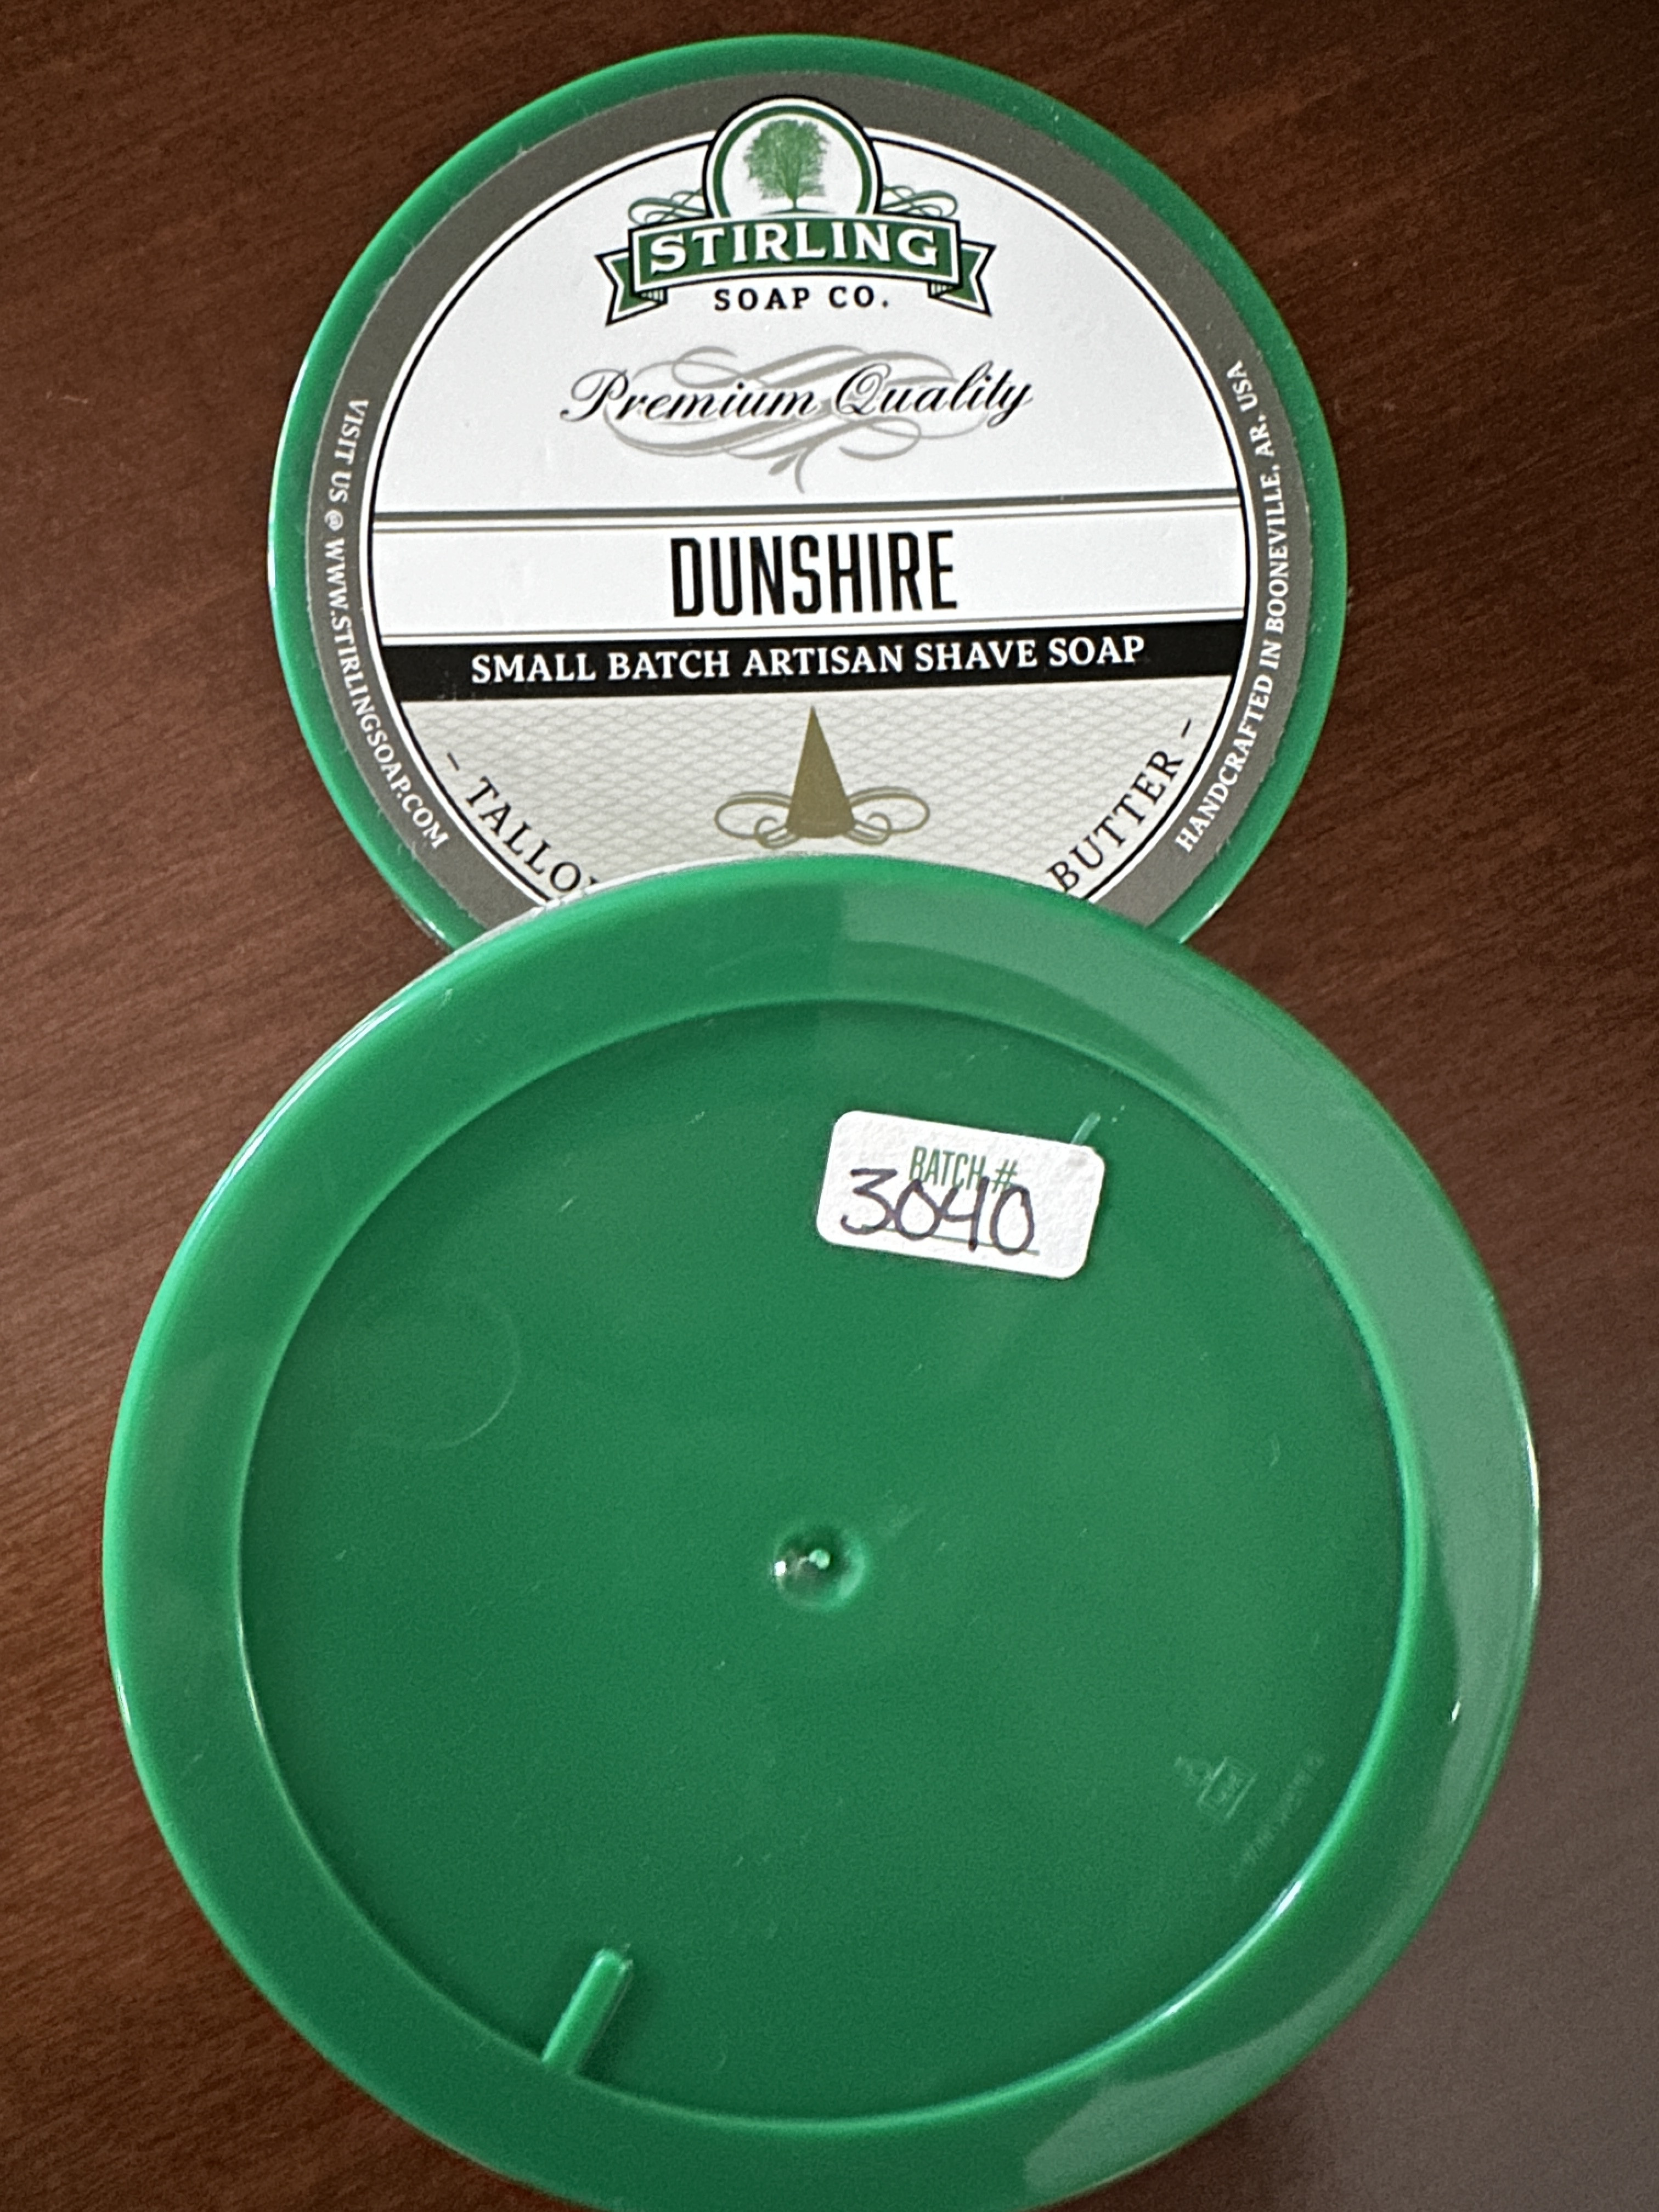 STIRLING
SOAP CO.
Premium Quality
DUNSHIRE
SMALL BATCH ARTISAN SHAVE SOAP
BUTTER -
VISIT US @ WWW.STIRLINGSOAP.COM
HANDCRAFTED IN BOONEVILLE, AR, USA
BATCH #
3040